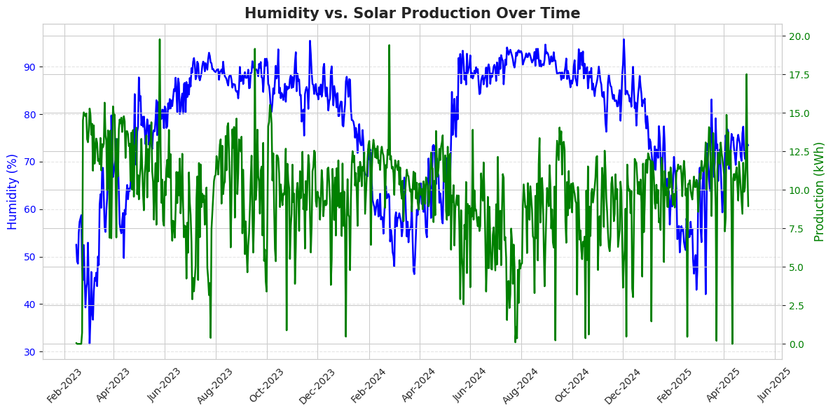 Humidity vs. Solar Production Over Time
Humidity (%)
90
80
70
60
50
40
30
20.0
17.5
15.0
12.5
10.0
7.5
5.0
2.5
0.0
Production (kWh)
Feb-2023
Apr-2023
Jun-2023
Aug-2023
Oct-2023
Dec-2023
Feb-2024
Apr-2024
Jun-2024
Aug-2024
Oct-2024
Dec-2024
Feb-2025
Apr-2025
Jun-2025